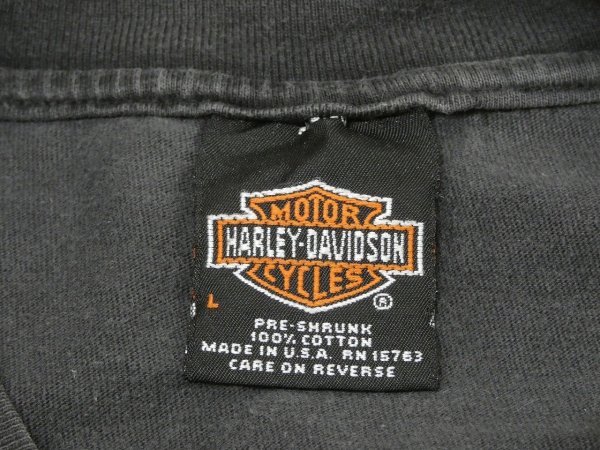 MOTOR
HARLEY-DAVIDSON
CYCLES
®
L
PRE-SHRUNK
100% COTTON
MADE IN U.S.A. RN 15763
CARE ON REVERSE